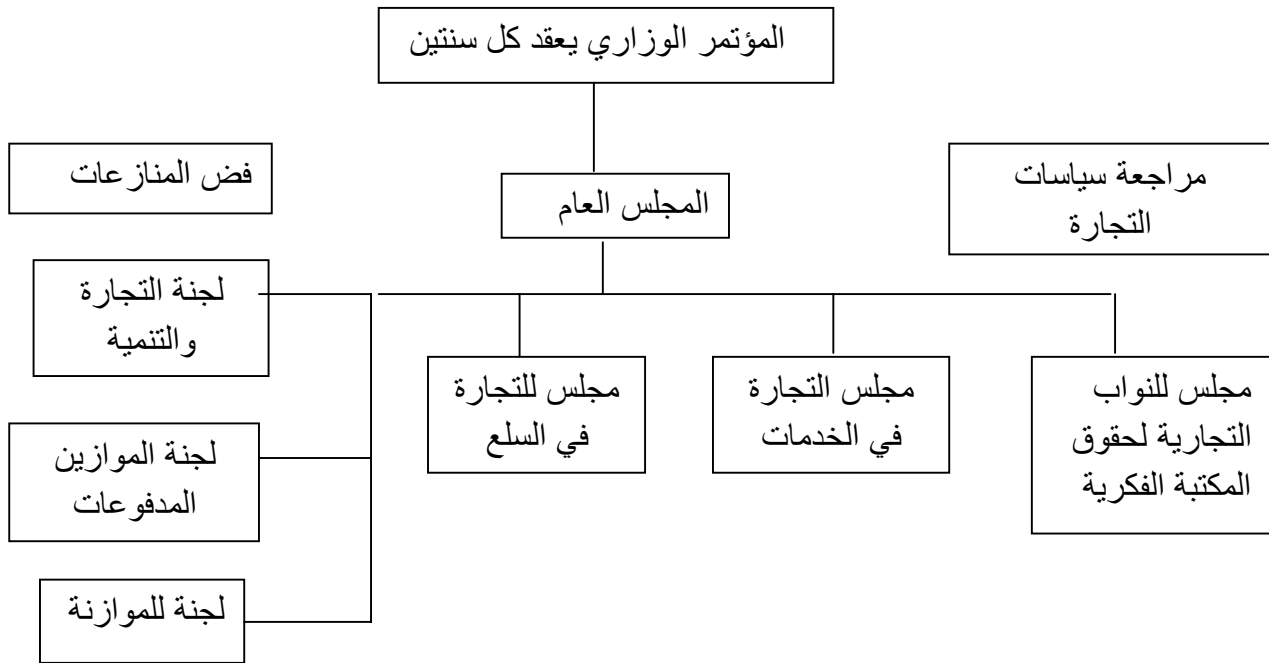 المؤتمر الوزاري يعقد كل سنتين
مراجعة سياسات
التجارة
المجلس العام
فض المنازعات
لجنة التجارة
والتنمية
مجلس للنواب
التجارية لحقوق
المكتبة الفكرية
مجلس التجارة
في الخدمات
مجلس للتجارة
في السلع
لجنة الموازين
المدفوعات
لجنة للموازنة